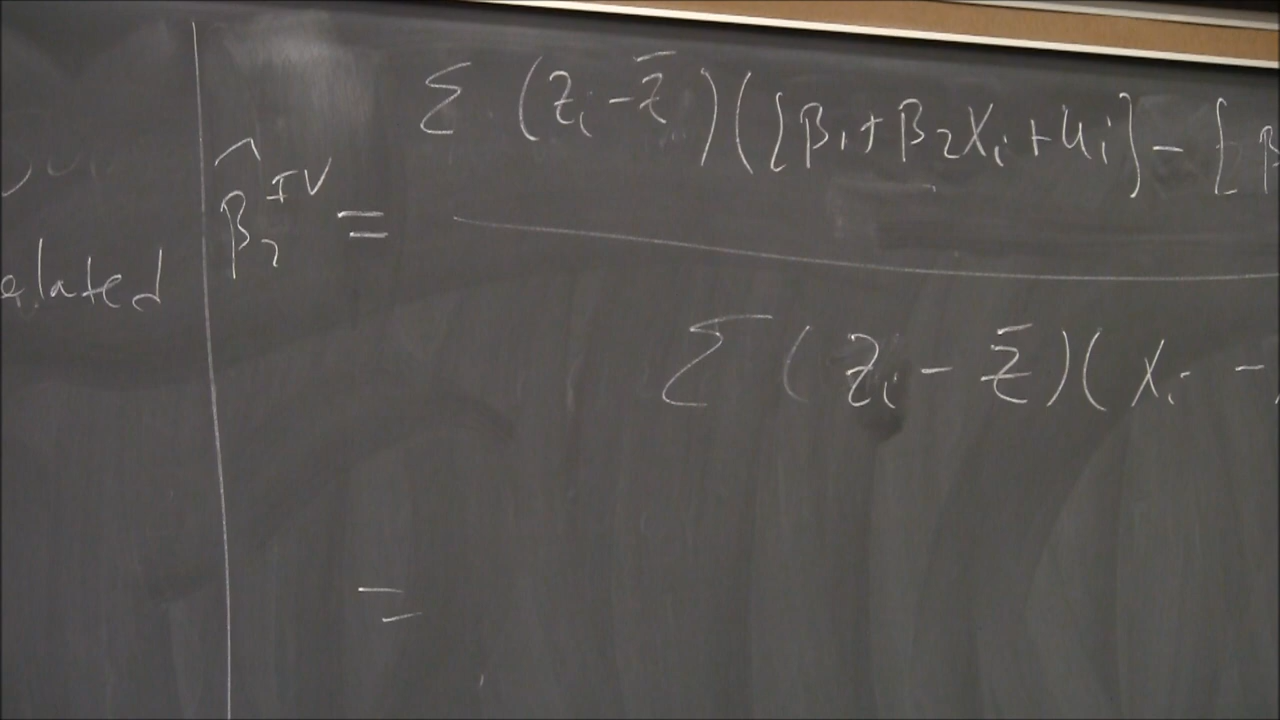 elated
Σ (Zi - Z̄)([β1 + β2Xi + ui] - [β
β̂2^IV =
Σ (Zi - Z̄)(Xi -
=